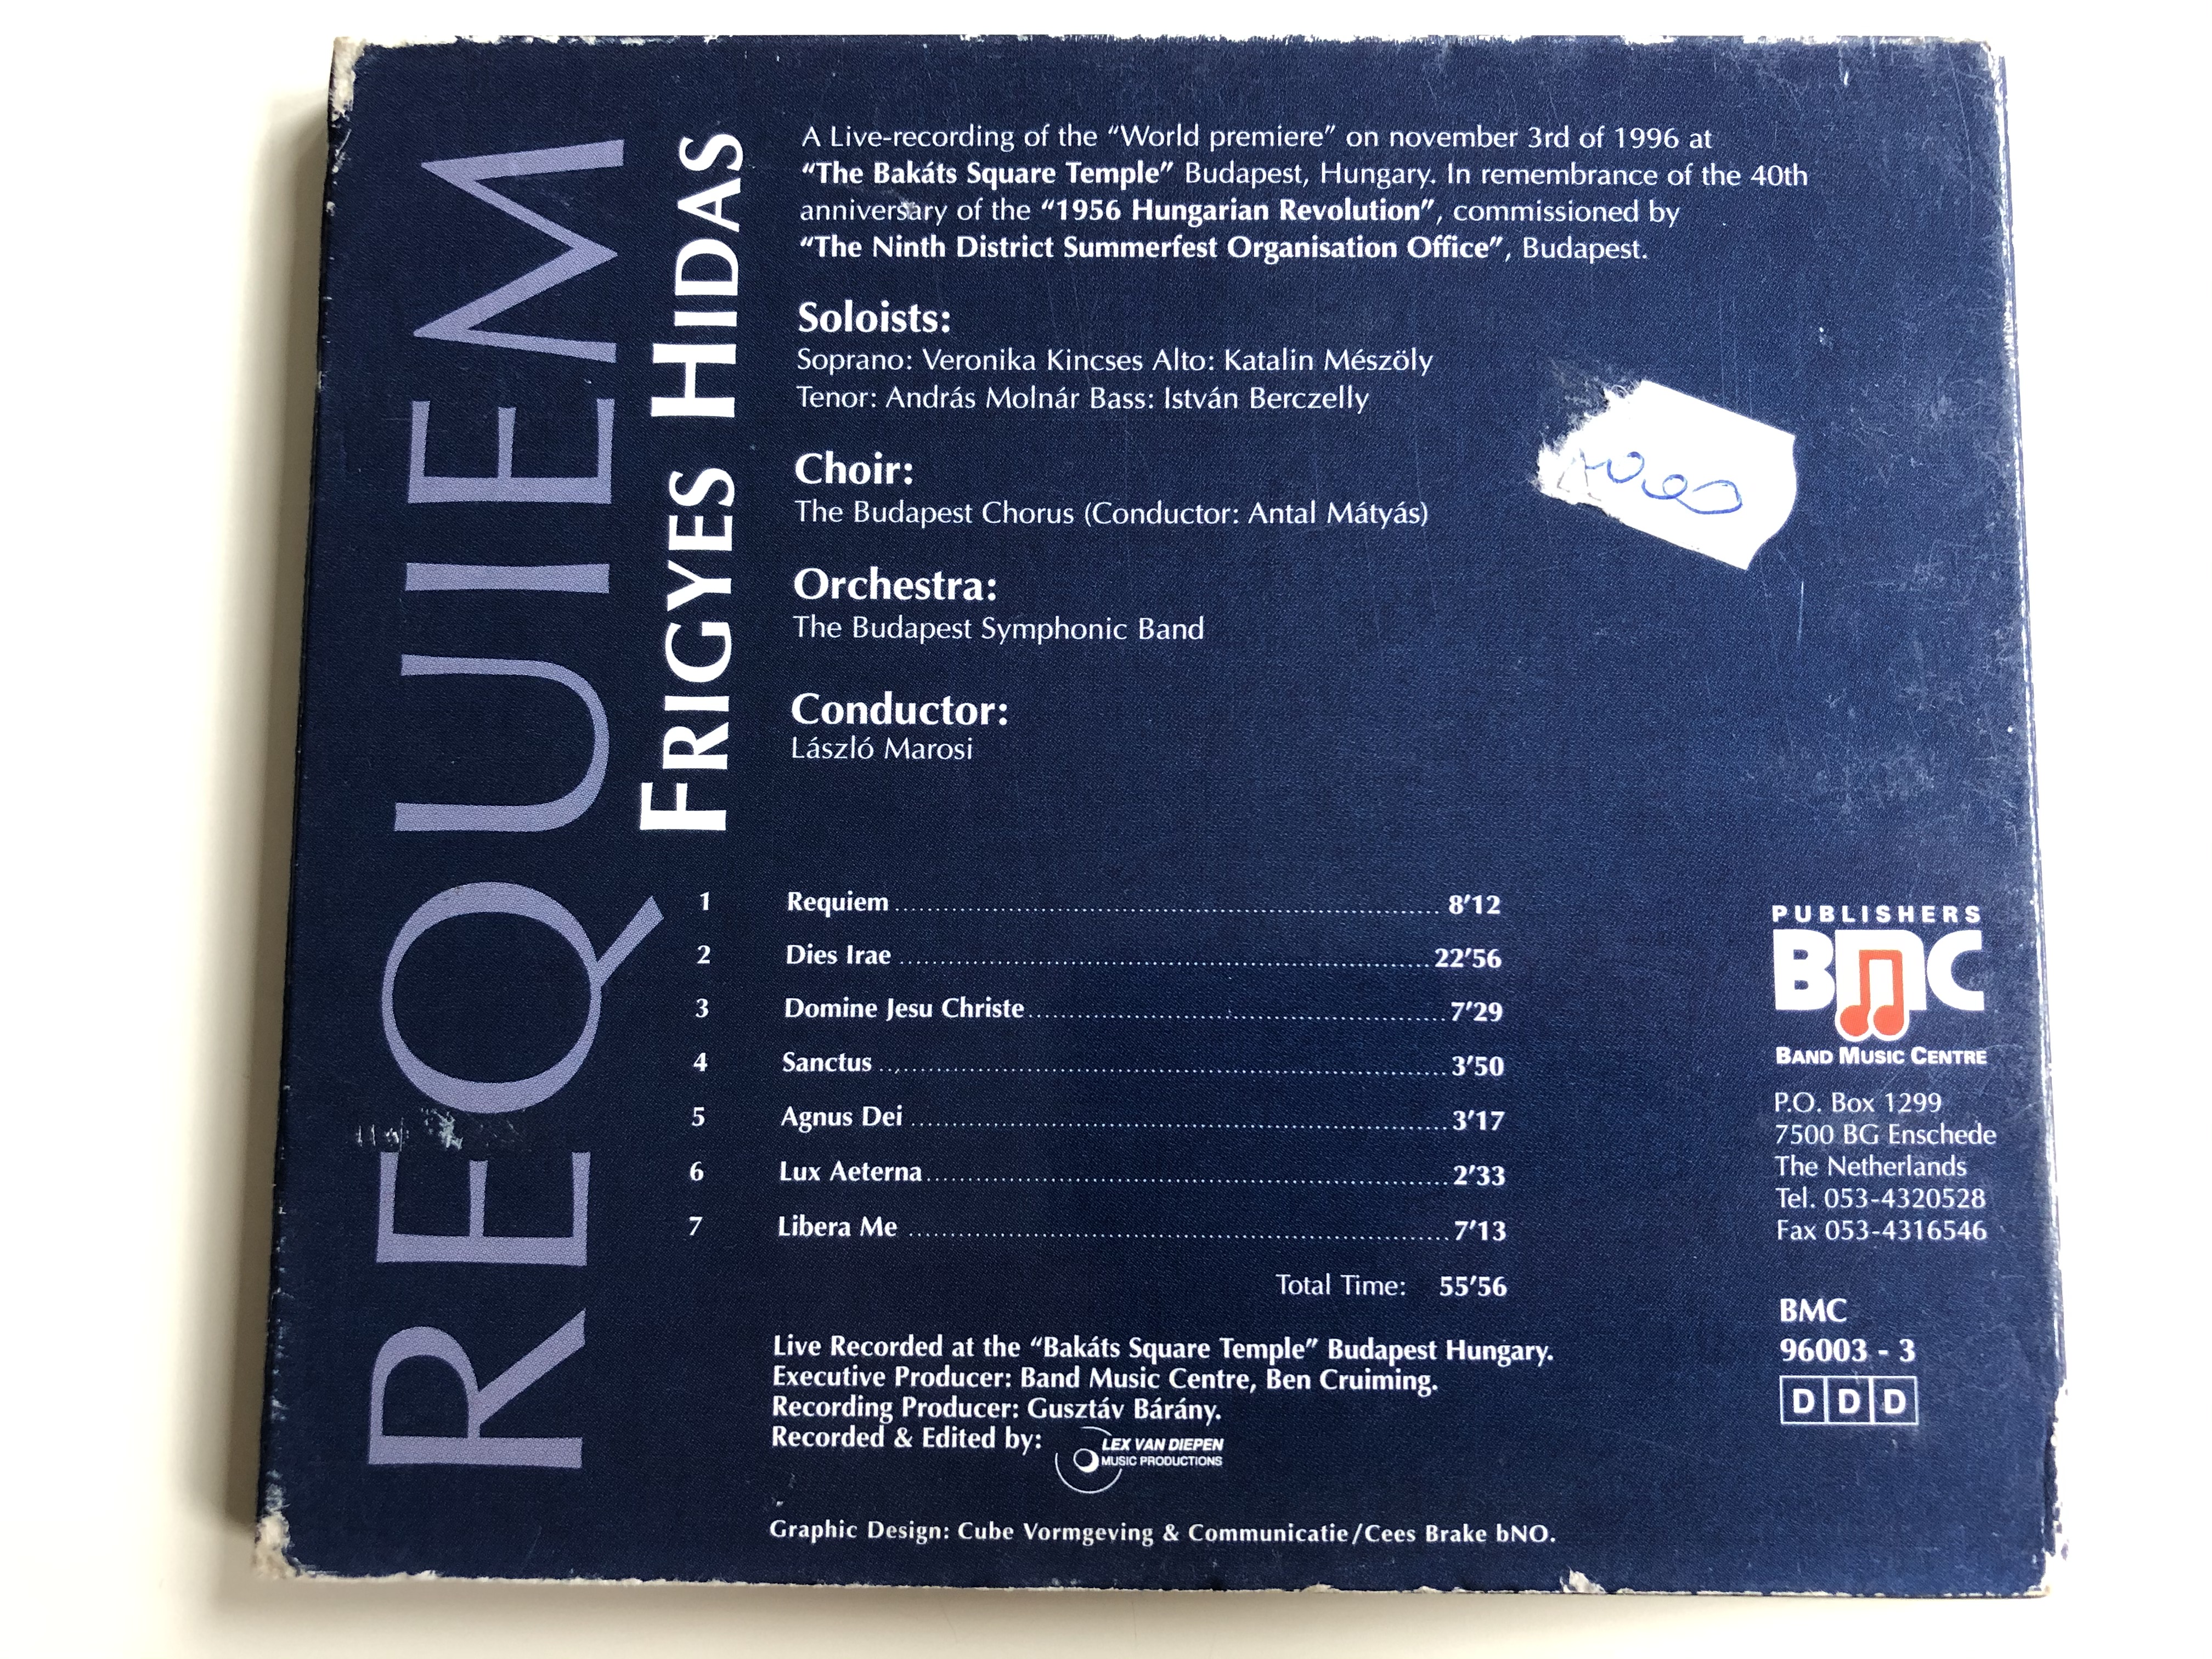 REQUIEM
FRIGYES HIDAS
A Live-recording of the “World premiere” on november 3rd of 1996 at
“The Bakáts Square Temple” Budapest, Hungary. In remembrance of the 40th
anniversary of the “1956 Hungarian Revolution”, commissioned by
“The Ninth District Summerfest Organisation Office”, Budapest.
Soloists:
Soprano: Veronika Kincses Alto: Katalin Mészöly
Tenor: András Molnár Bass: István Berczelly
Choir:
The Budapest Chorus (Conductor: Antal Mátyás)
Orchestra:
The Budapest Symphonic Band
Conductor:
László Marosi
1 Requiem 8’12
2 Dies Irae 22’56
3 Domine Jesu Christe 7’29
4 Sanctus 3’50
5 Agnus Dei 3’17
6 Lux Aeterna 2’33
7 Libera Me 7’13
Total Time: 55’56
Live Recorded at the “Bakáts Square Temple” Budapest Hungary.
Executive Producer: Band Music Centre, Ben Cruiming.
Recording Producer: Gusztáv Bárány.
Recorded & Edited by: LEX VAN DIEPEN
MUSIC PRODUCTIONS
Graphic Design: Cube Vormgeving & Communicatie/Cees Brake bNO.
PUBLISHERS
BMC
BAND MUSIC CENTRE
P.O. Box 1299
7500 BG Enschede
The Netherlands
Tel. 053-4320528
Fax 053-4316546
BMC
96003 - 3
DDD